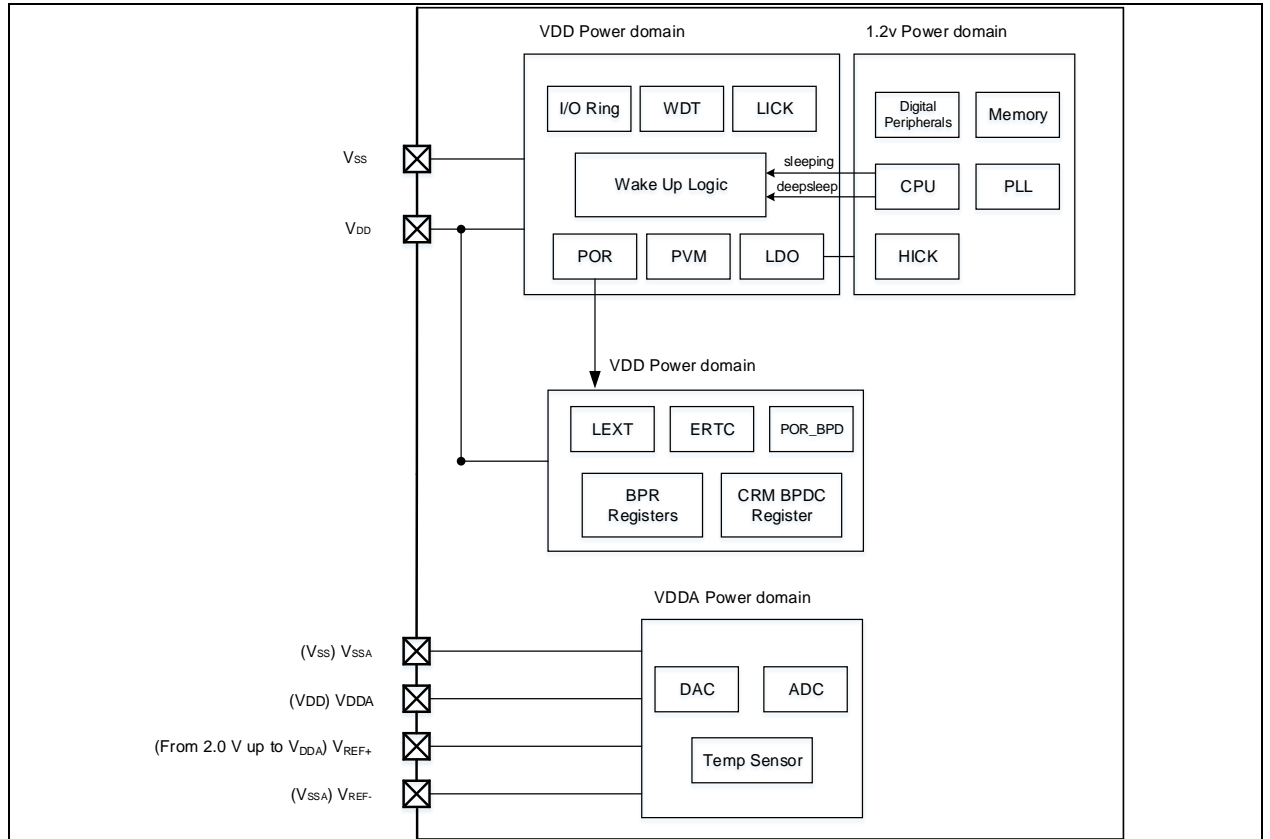 VDD Power domain
1.2v Power domain
I/O Ring
WDT
LICK
Digital
Peripherals
Memory
VSS
sleeping
Wake Up Logic
CPU
PLL
deepsleep
VDD
POR
PVM
LDO
HICK
VDD Power domain
LEXT
ERTC
POR_BPD
BPR
Registers
CRM BPDC
Register
VDDA Power domain
(VSS) VSSA
DAC
ADC
(VDD) VDDA
(From 2.0 V up to VDDA) VREF+
Temp Sensor
(VSSA) VREF-